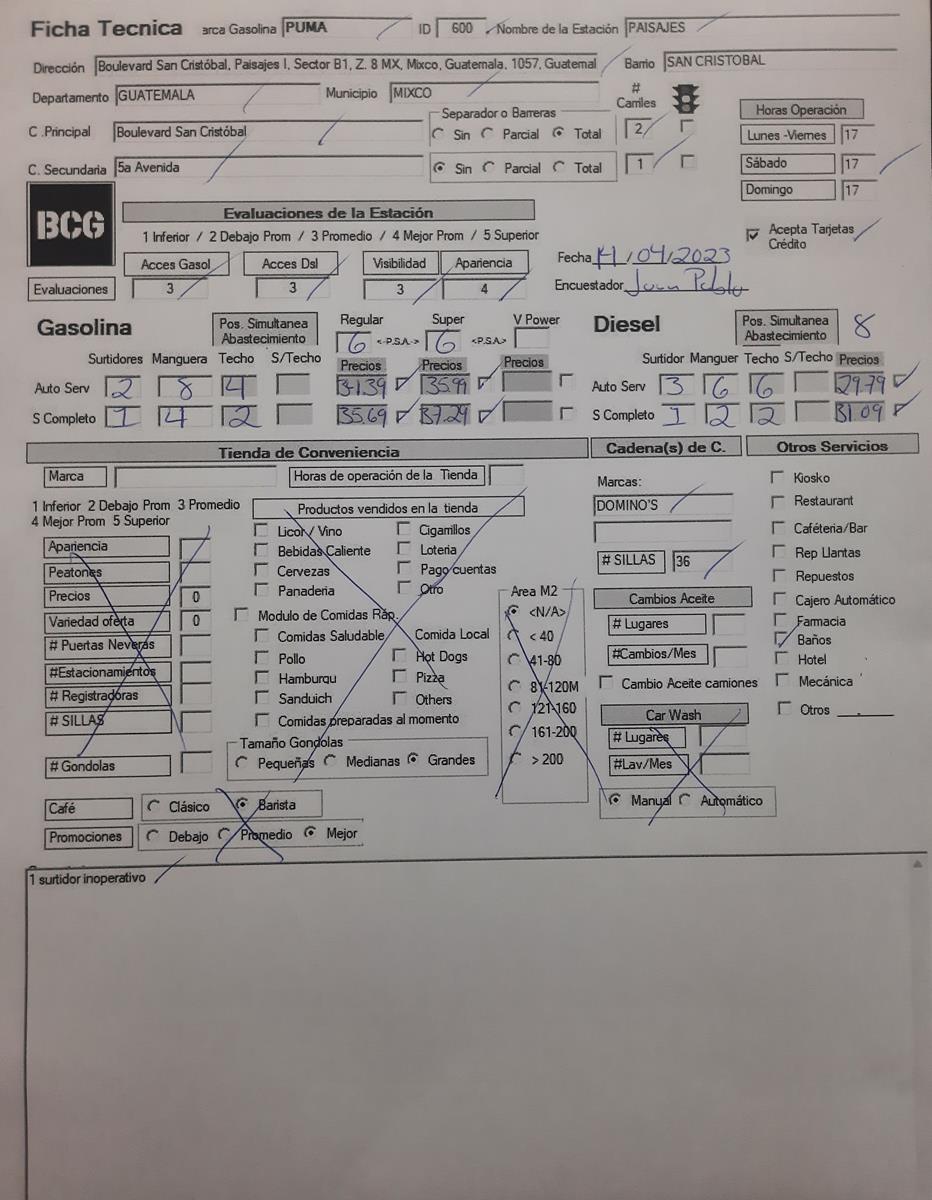 Ficha Tecnica arca Gasolina PUMA ID 600 Nombre de la Estación PAISAJES
Dirección Boulevard San Cristóbal, Paisajes I, Sector B1, Z. 8 MX, Mixco, Guatemala, 1057, Guatemal Barrio SAN CRISTOBAL
Departamento GUATEMALA Municipio MIXCO # Carriles
Separador o Barreras Horas Operación
C .Principal Boulevard San Cristóbal Sin Parcial Total 2 Lunes -Viernes 17
C. Secundaria 5a Avenida Sin Parcial Total 1 Sábado 17
Domingo 17
BCG Evaluaciones de la Estación
1 Inferior / 2 Debajo Prom / 3 Promedio / 4 Mejor Prom / 5 Superior Acepta Tarjetas Crédito
Acces Gasol Acces Dsl Visibilidad Apariencia Fecha 14/04/2023
Evaluaciones 3 3 3 4 Encuestador Juan Pablo
Gasolina Pos. Simultanea Abastecimiento Regular Super V Power Diesel Pos. Simultanea Abastecimiento 8
6 <-P.S.A.-> 6 <P.S.A>
Surtidores Manguera Techo S/Techo Precios Precios Precios Surtidor Manguer Techo S/Techo Precios
Auto Serv 2 8 4 34.39 35.99 Auto Serv 3 6 6 29.79
S Completo 1 4 2 35.69 37.29 S Completo 1 2 2 31.09
Tienda de Conveniencia Cadena(s) de C. Otros Servicios
Marca Horas de operación de la Tienda Marcas: Kiosko
1 Inferior 2 Debajo Prom 3 Promedio Productos vendidos en la tienda DOMINO'S Restaurant
4 Mejor Prom 5 Superior Licor / Vino Cigarrillos Caféteria/Bar
Apariencia Bebidas Caliente Loteria # SILLAS 36 Rep Llantas
Peatones Cervezas Pago cuentas Repuestos
Precios 0 Panaderia Otro Area M2 Cambios Aceite Cajero Automático
Variedad oferta 0 Modulo de Comidas Ráp. <N/A> # Lugares Farmacia
# Puertas Neveras Comidas Saludable Comida Local < 40 Baños
#Estacionamientos Pollo Hot Dogs 41-80 #Cambios/Mes Hotel
# Registradoras Hamburqu Pizza 81-120M Cambio Aceite camiones Mecánica
# SILLAS Sanduich Others 121-160 Car Wash Otros
Comidas preparadas al momento 161-200 # Lugares
# Gondolas Tamaño Gondolas > 200 #Lav/Mes
Pequeñas Medianas Grandes
Café Clásico Barista Manual Automático
Promociones Debajo Promedio Mejor
1 surtidor inoperativo